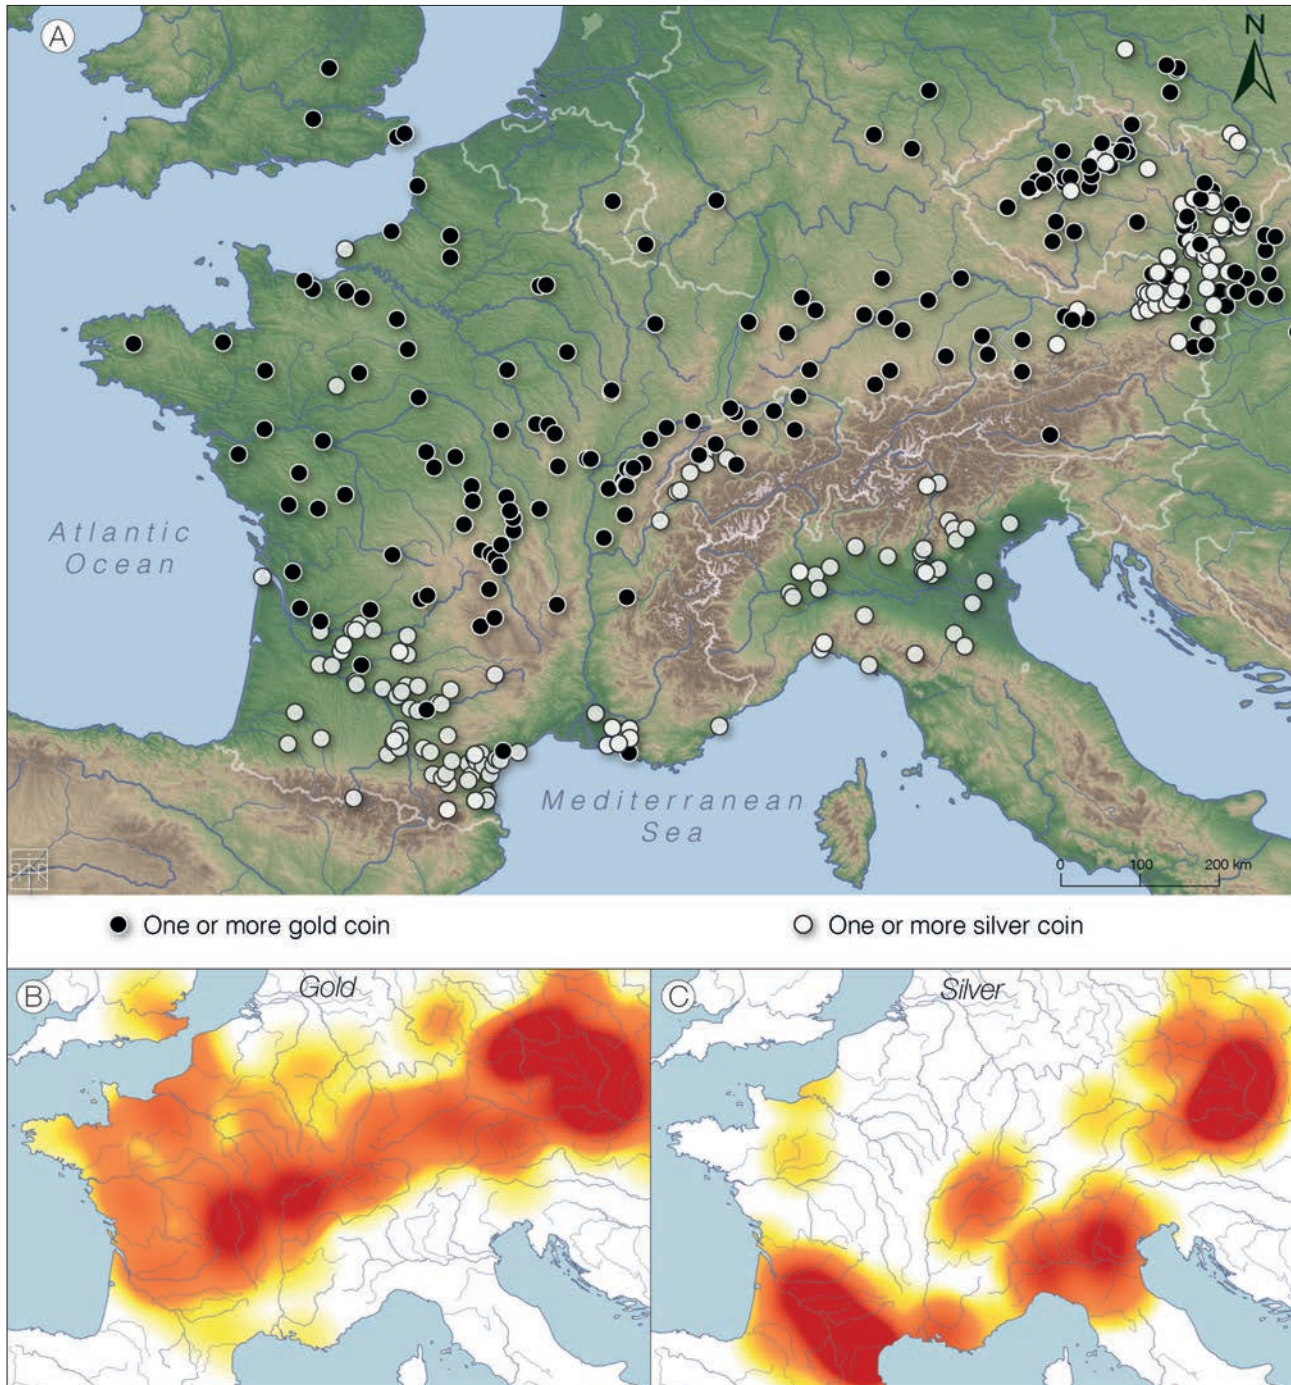 A
N
Atlantic
Ocean
Mediterranean
Sea
0 100 200 km
One or more gold coin
One or more silver coin
B
Gold
C
Silver